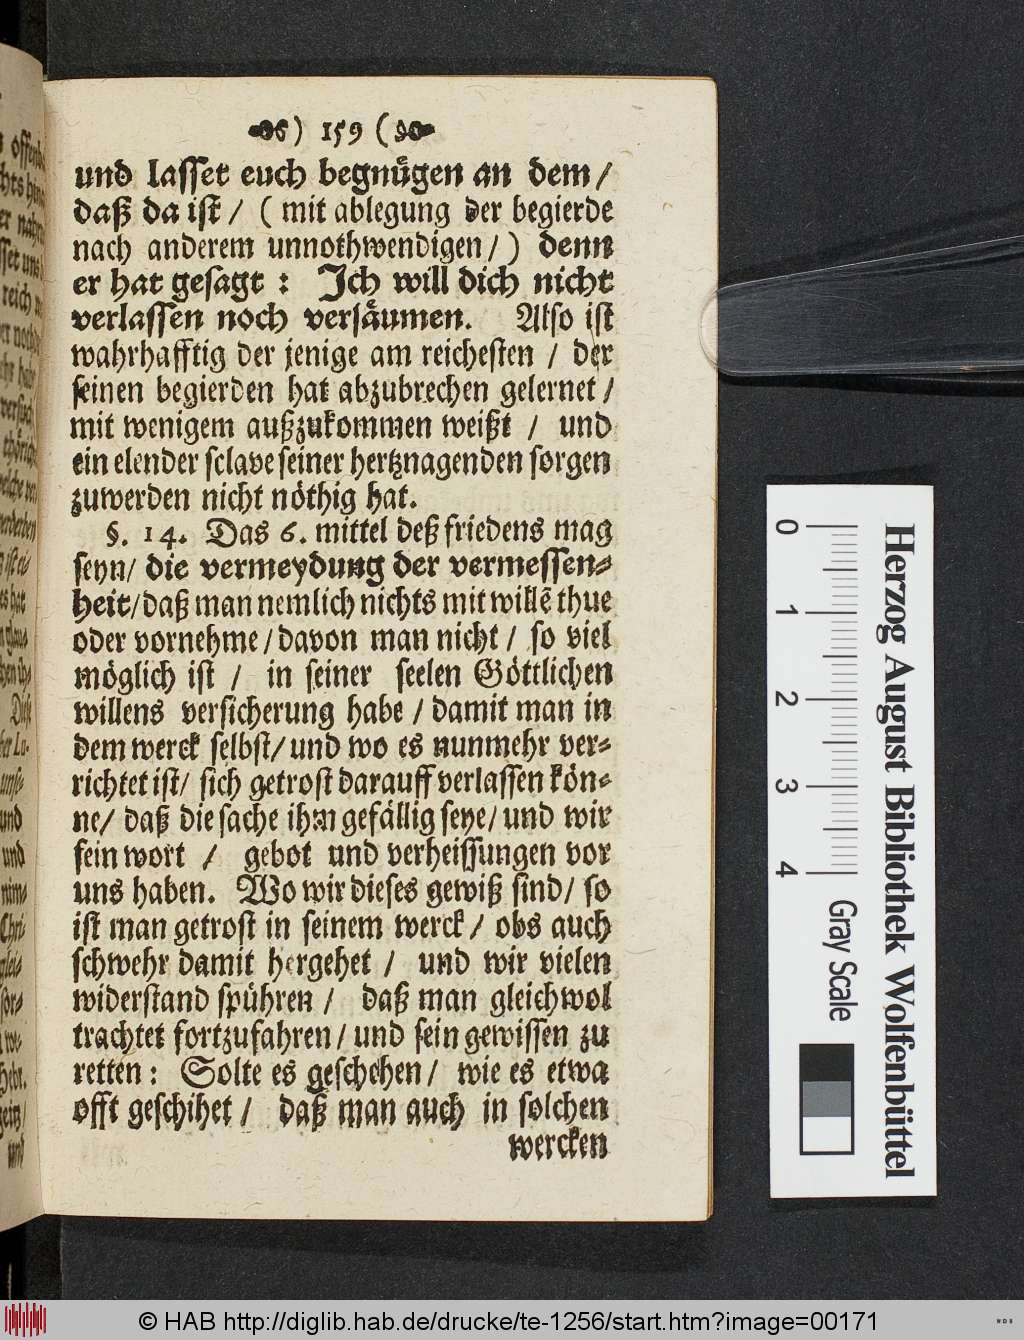 ) 159 (
und lasset euch begnügen an dem /
daß da ist / ( mit ablegung der begierde
nach anderem unnothwendigen / ) denn
er hat gesagt : Ich will dich nicht
verlassen noch versäumen. Also ist
wahrhafftig der jenige am reichesten / der
seinen begierden hat abzubrechen gelernet /
mit wenigem außzukommen weißt / und
ein elender sclave seiner hertznagenden sorgen
zuwerden nicht nöthig hat.
§. 14. Das 6. mittel deß friedens mag
seyn / die vermeydung der vermessen-
heit / daß man nemlich nichts mit willē thue
oder vornehme / davon man nicht / so viel
möglich ist / in seiner seelen Göttlichen
willens versicherung habe / damit man in
dem werck selbst / und wo es nunmehr ver-
richtet ist / sich getrost darauff verlassen kön-
ne / daß die sache ihm gefällig seye / und wir
sein wort / gebot und verheissungen vor
uns haben. Wo wir dieses gewiß sind / so
ist man getrost in seinem werck / obs auch
schwehr damit hergehet / und wir vielen
widerstand spühren / daß man gleichwol
trachtet fortzufahren / und sein gewissen zu
retten : Solte es geschehen / wie es etwa
offt geschihet / daß man auch in solchen
wercken
0 1 2 3 4
Gray Scale
Herzog August Bibliothek Wolfenbüttel
© HAB http://diglib.hab.de/drucke/te-1256/start.htm?image=00171